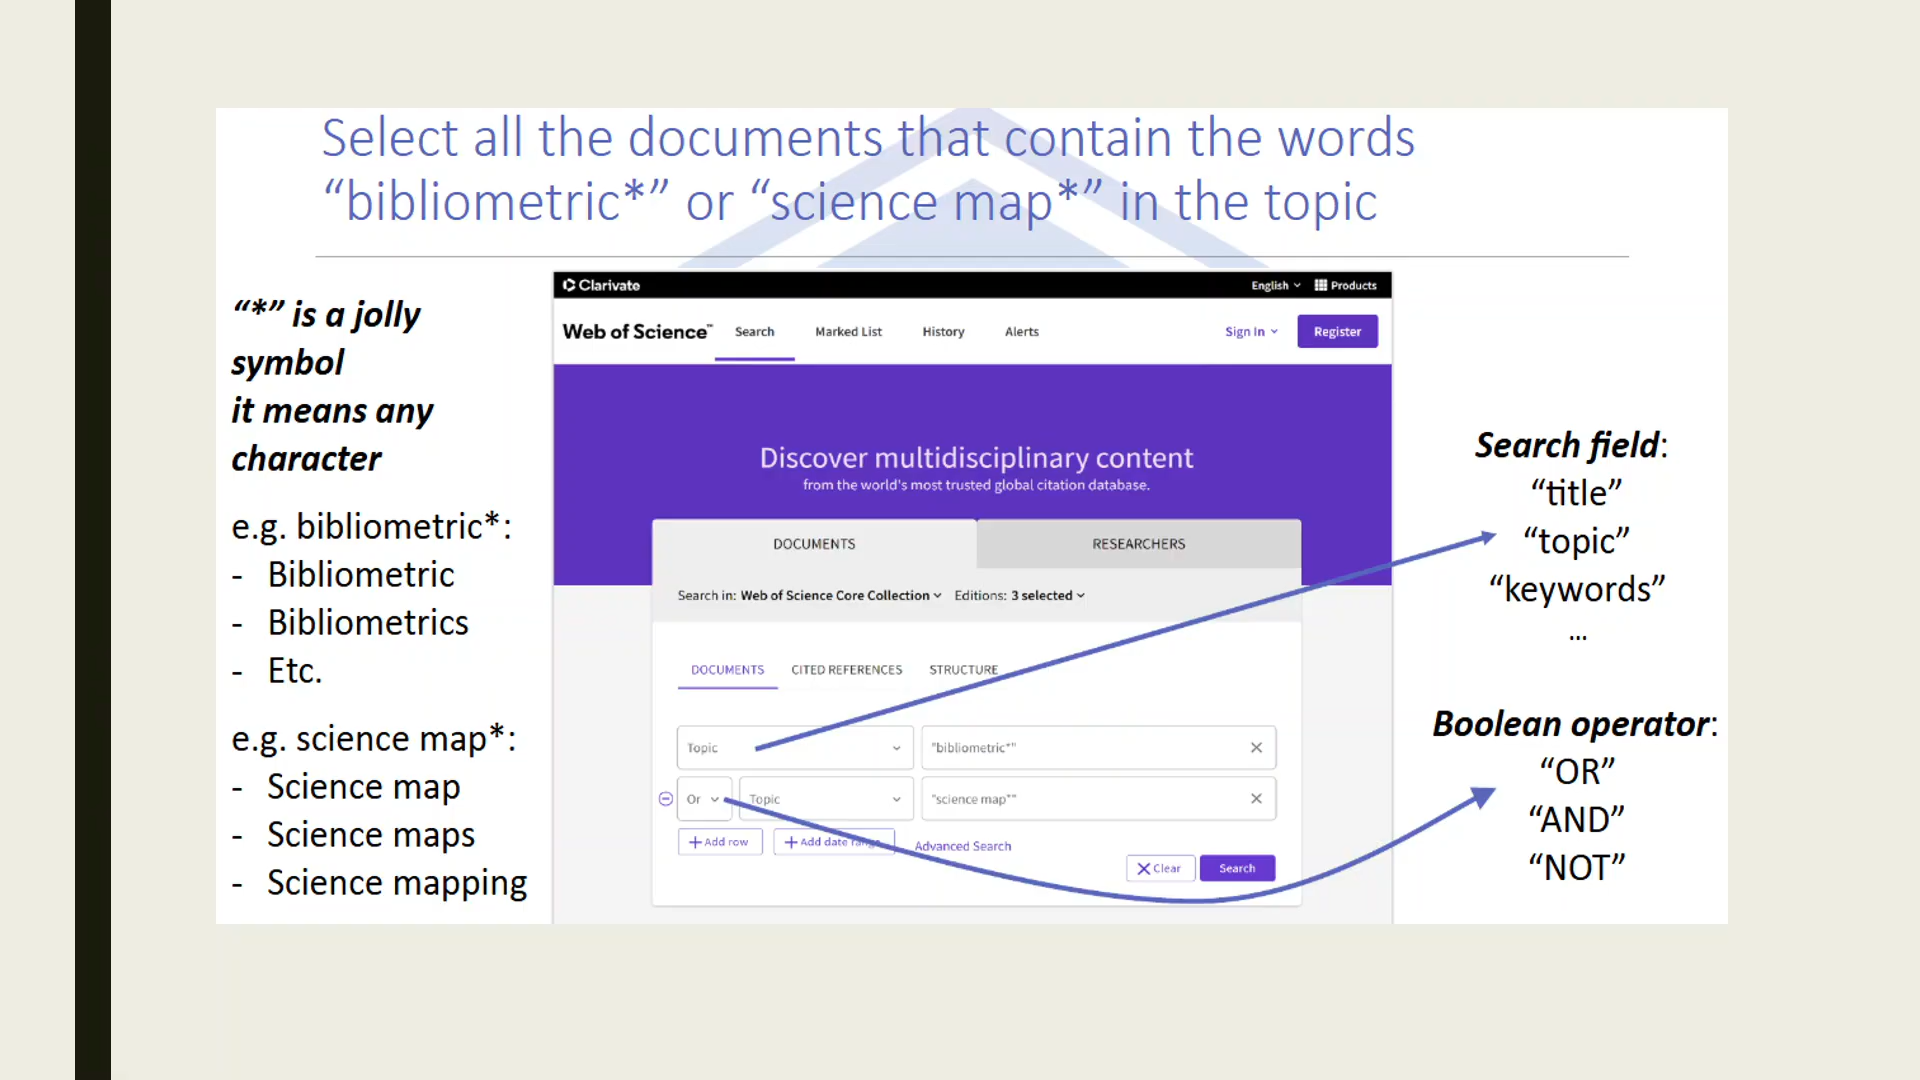 Select all the documents that contain the words
“bibliometric*” or “science map*” in the topic
“*” is a jolly
symbol
it means any
character
e.g. bibliometric*:
- Bibliometric
- Bibliometrics
- Etc.
e.g. science map*:
- Science map
- Science maps
- Science mapping
Clarivate
English
Products
Web of Science™
Search
Marked List
History
Alerts
Sign In
Register
Discover multidisciplinary content
from the world's most trusted global citation database.
DOCUMENTS
RESEARCHERS
Search in: Web of Science Core Collection
Editions: 3 selected
DOCUMENTS
CITED REFERENCES
STRUCTURE
Topic
"bibliometric*"
Or
Topic
"science map*"
+ Add row
+ Add date range
Advanced Search
Clear
Search
Search field:
“title”
“topic”
“keywords”
...
Boolean operator:
“OR”
“AND”
“NOT”